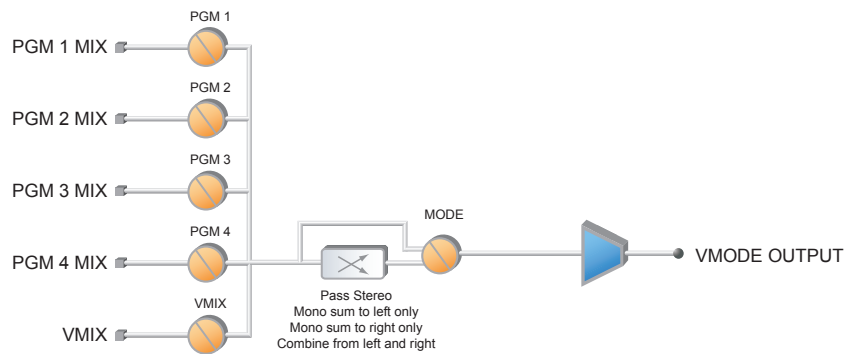 PGM 1
PGM 1 MIX
PGM 2
PGM 2 MIX
PGM 3
PGM 3 MIX
PGM 4
PGM 4 MIX
MODE
VMODE OUTPUT
VMIX
VMIX
Pass Stereo
Mono sum to left only
Mono sum to right only
Combine from left and right